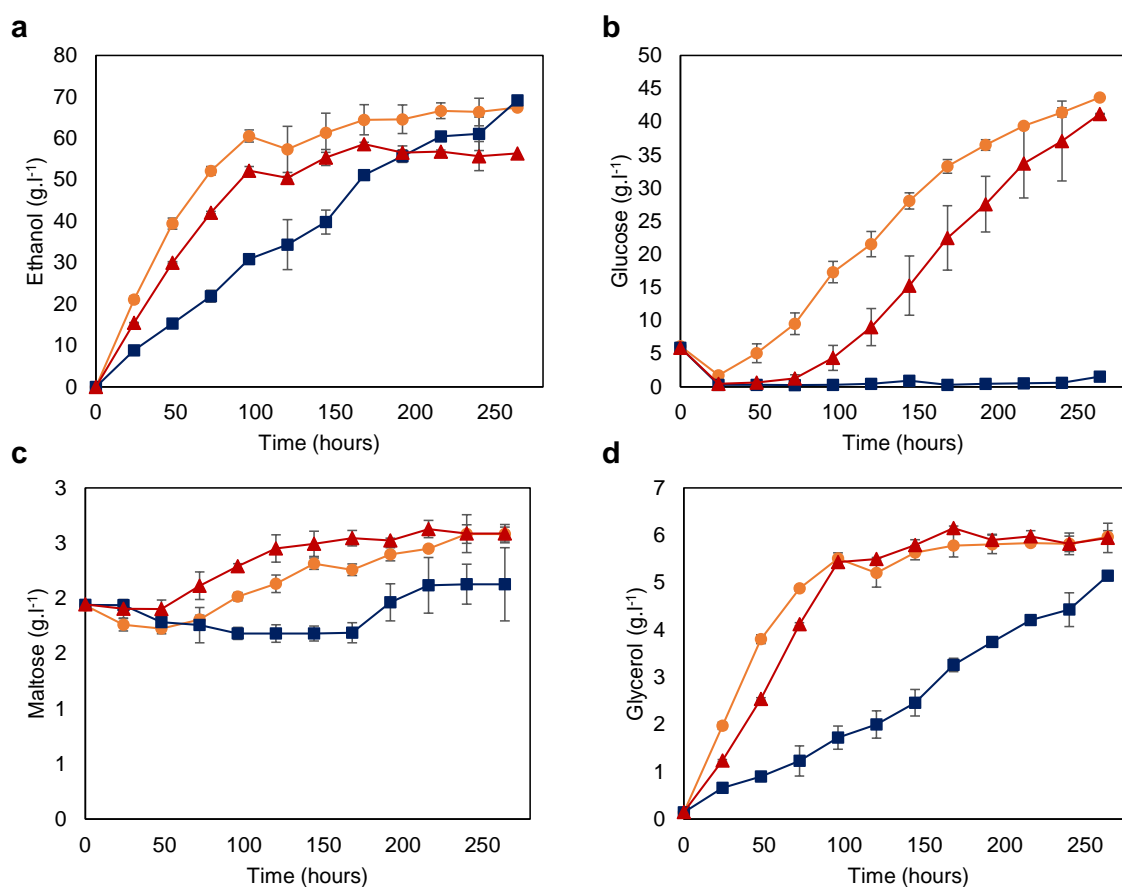 a
80
70
60
50
40
30
20
10
0
Ethanol (g.l-1)
0 50 100 150 200 250
Time (hours)
b
50
45
40
35
30
25
20
15
10
5
0
Glucose (g.l-1)
0 50 100 150 200 250
Time (hours)
c
3
3
2
2
1
1
0
Maltose (g.l-1)
0 50 100 150 200 250
Time (hours)
d
7
6
5
4
3
2
1
0
Glycerol (g.l-1)
0 50 100 150 200 250
Time (hours)